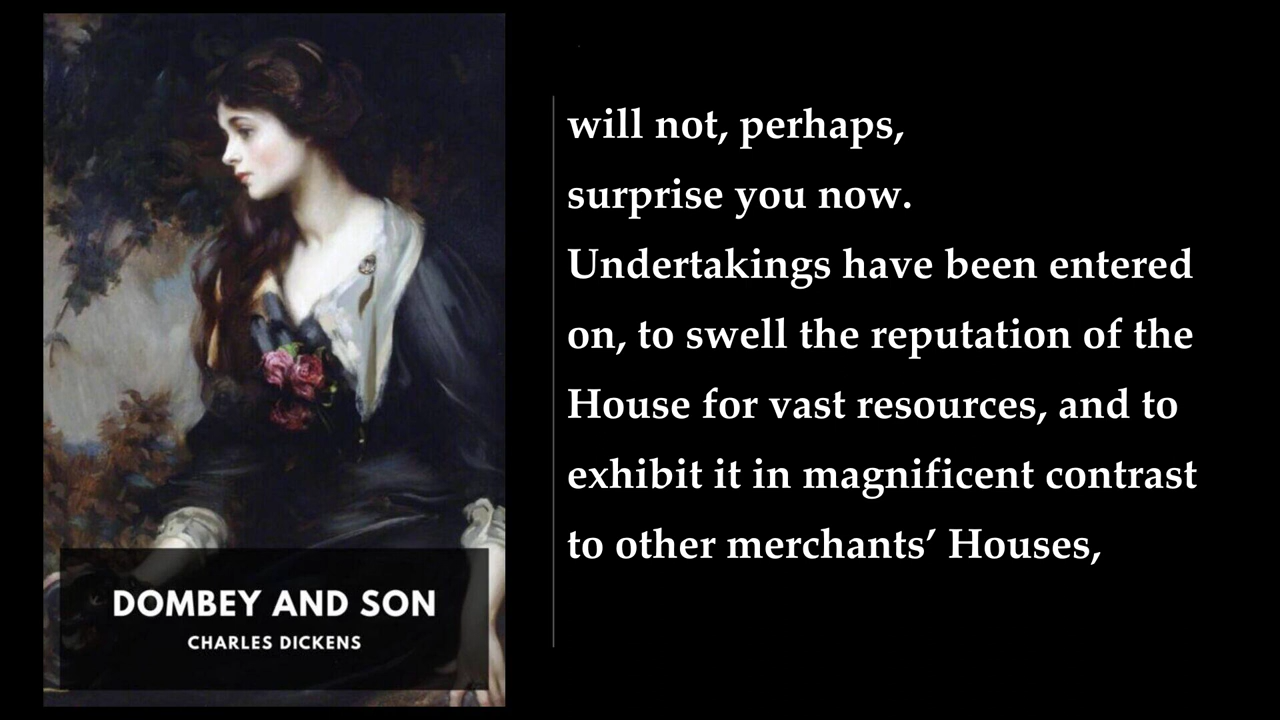 will not, perhaps,
surprise you now.
Undertakings have been entered
on, to swell the reputation of the
House for vast resources, and to
exhibit it in magnificent contrast
to other merchants’ Houses,
DOMBEY AND SON
CHARLES DICKENS